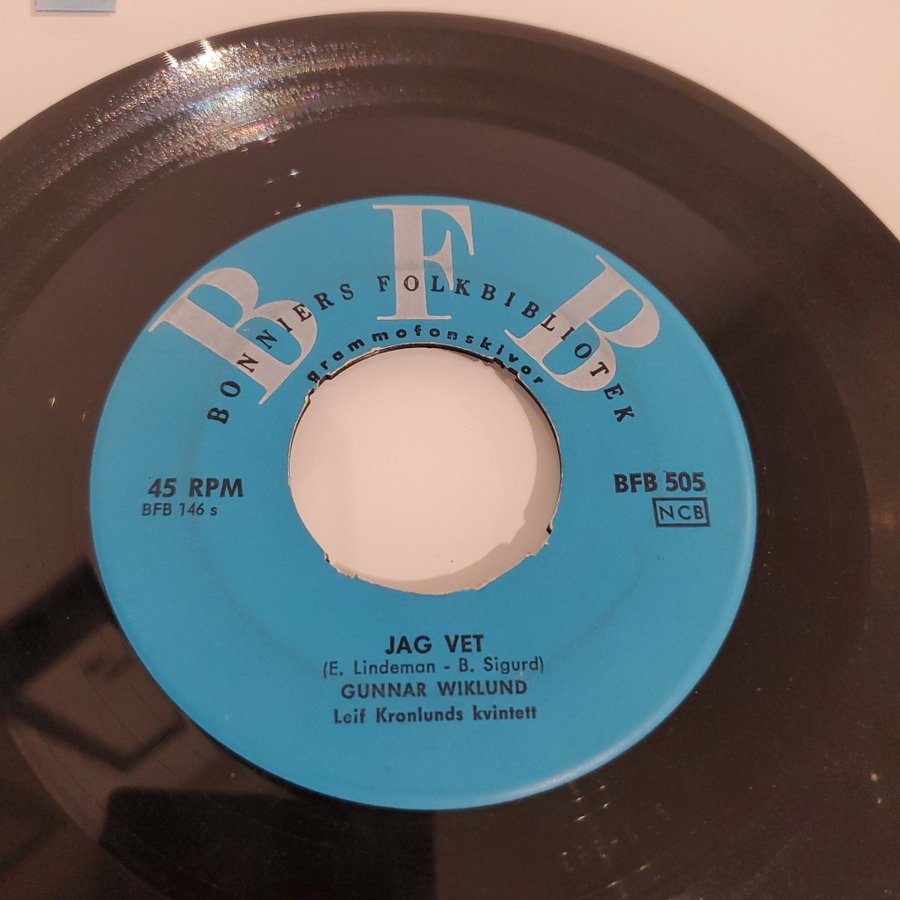 BFB
BONNIERS FOLKBIBLIOTEK
grammofonskivor
45 RPM
BFB 146 s
BFB 505
NCB
JAG VET
(E. Lindeman - B. Sigurd)
GUNNAR WIKLUND
Leif Kronlunds kvintett